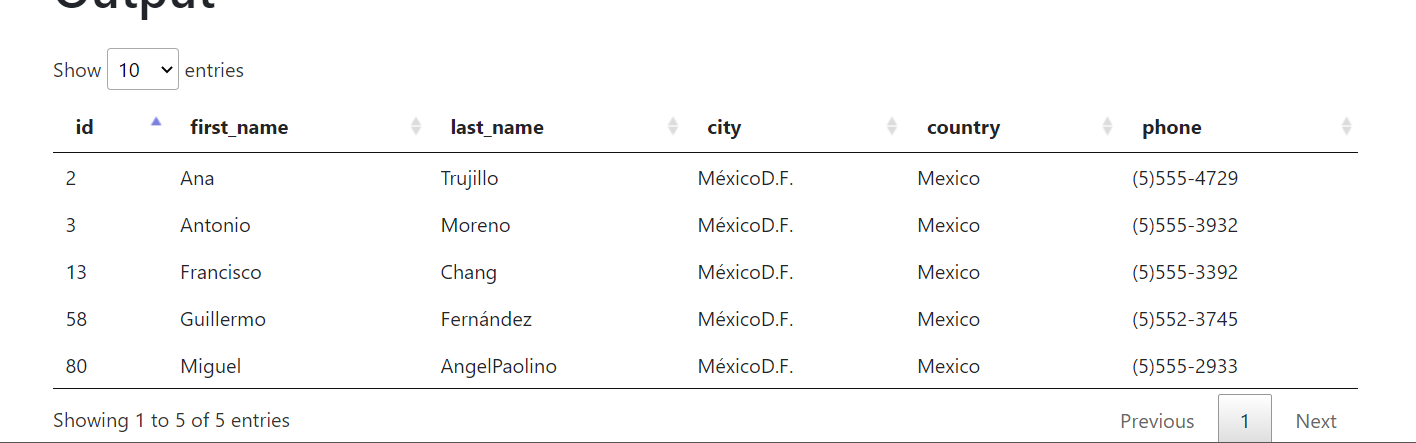 Output
Show 10 entries
id first_name last_name city country phone
2 Ana Trujillo MéxicoD.F. Mexico (5)555-4729
3 Antonio Moreno MéxicoD.F. Mexico (5)555-3932
13 Francisco Chang MéxicoD.F. Mexico (5)555-3392
58 Guillermo Fernández MéxicoD.F. Mexico (5)552-3745
80 Miguel AngelPaolino MéxicoD.F. Mexico (5)555-2933
Showing 1 to 5 of 5 entries Previous 1 Next